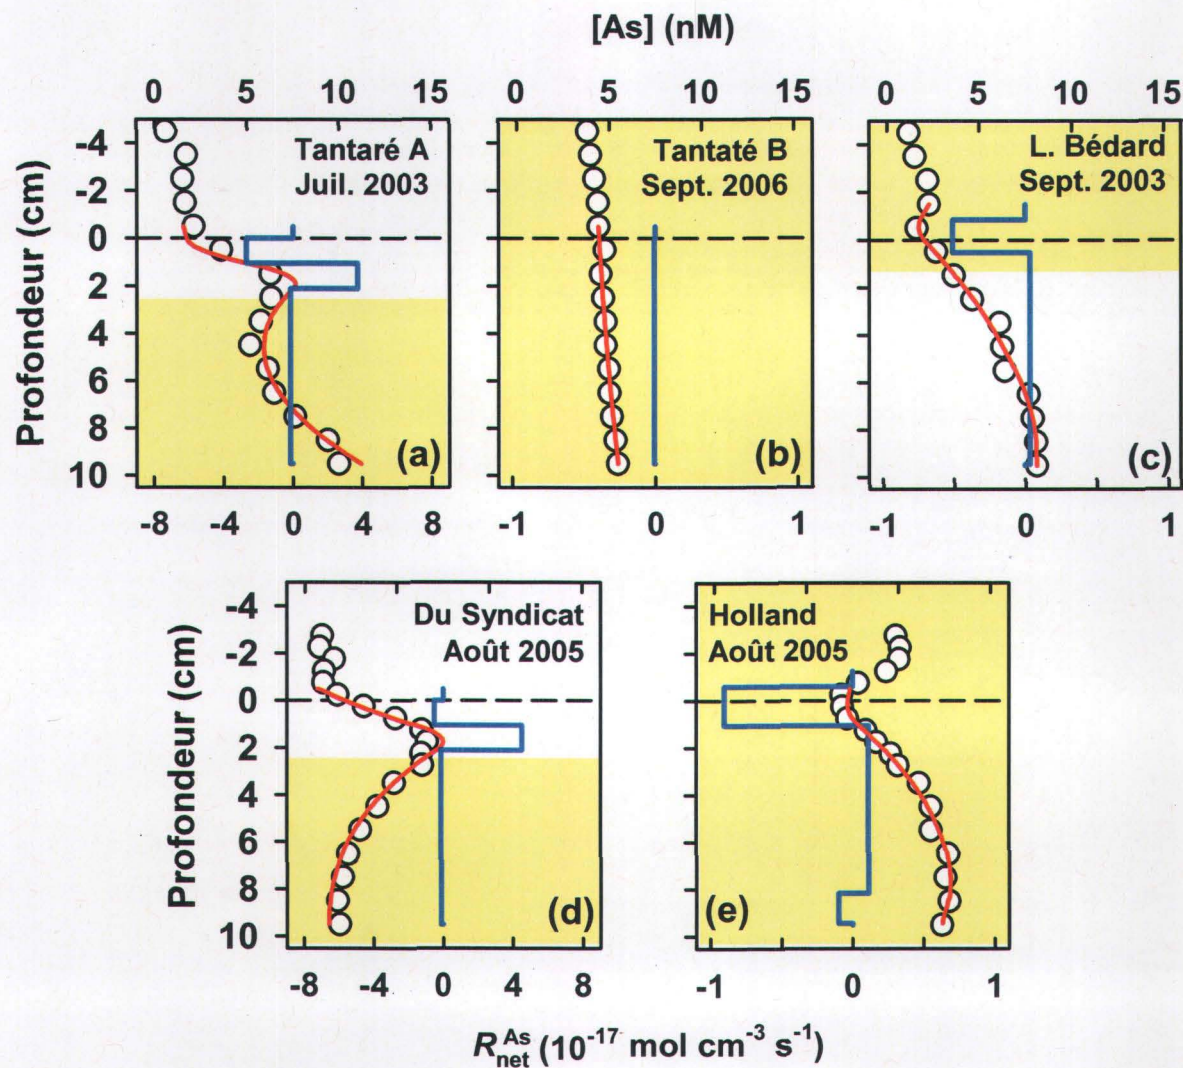 [As] (nM)
0 5 10 15 0 5 10 15 0 5 10 15
Profondeur (cm)
-4
-2
0
2
4
6
8
10
Tantaré A
Juil. 2003
(a)
Tantaté B
Sept. 2006
(b)
L. Bédard
Sept. 2003
(c)
-8 -4 0 4 8 -1 0 1 -1 0 1
Profondeur (cm)
-4
-2
0
2
4
6
8
10
Du Syndicat
Août 2005
(d)
Holland
Août 2005
(e)
-8 -4 0 4 8 -1 0 1
R net As (10⁻¹⁷ mol cm⁻³ s⁻¹)